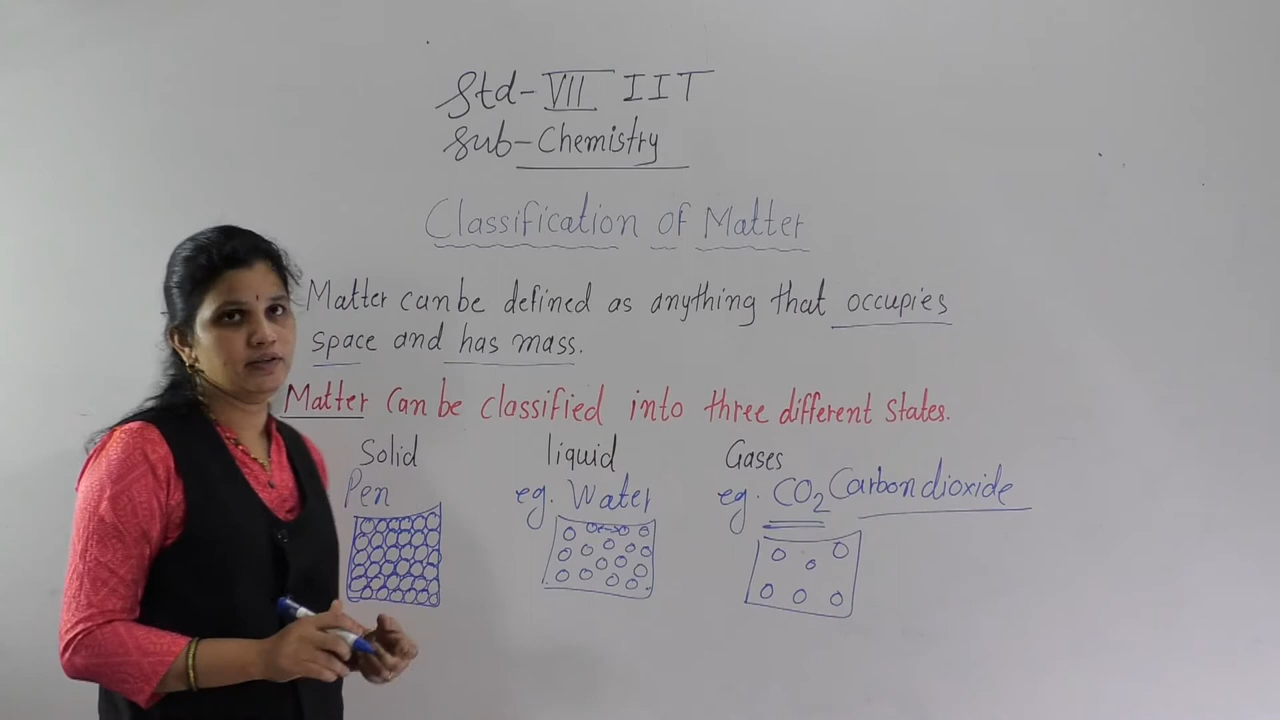 Std- VII IIT
Sub- Chemistry
Classification of Matter
Matter can be defined as anything that occupies
space and has mass.
Matter can be classified into three different states.
Solid liquid Gases
Pen eg. Water eg. CO2 Carbondioxide